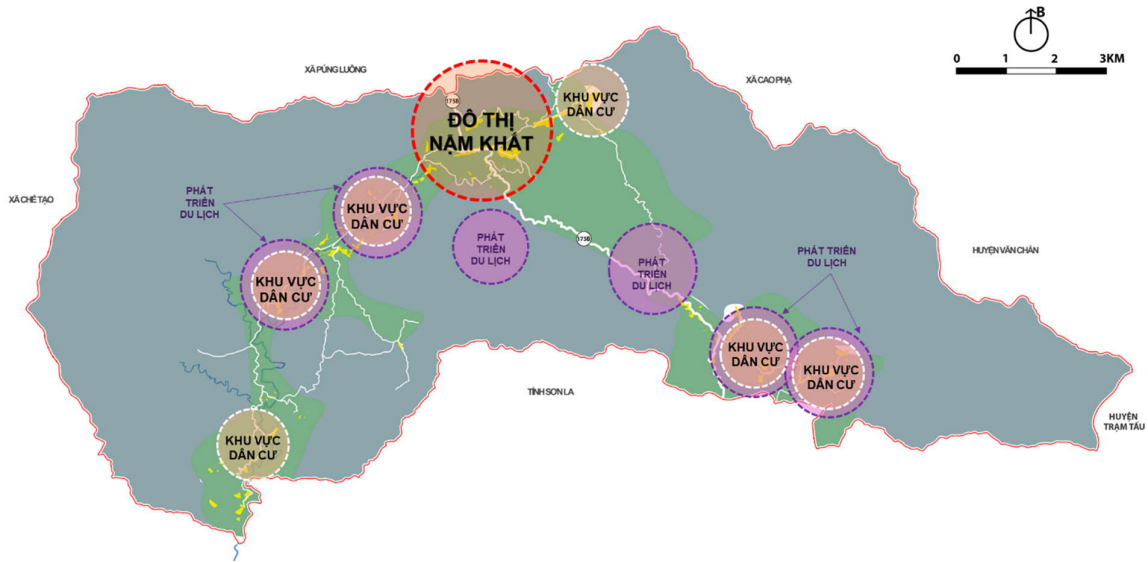 B
0 1 2 3KM
XÃ PÚNG LUÔNG
XÃ CAO PHẠ
175B
KHU VỰC
DÂN CƯ
ĐÔ THỊ
NẬM KHẮT
PHÁT
TRIỂN
DU LỊCH
XÃ CHẾ TẠO
KHU VỰC
DÂN CƯ
PHÁT
TRIỂN
DU LỊCH
175B
PHÁT TRIỂN
DU LỊCH
HUYỆN VĂN CHẤN
PHÁT
TRIỂN
DU LỊCH
KHU VỰC
DÂN CƯ
KHU VỰC
DÂN CƯ
KHU VỰC
DÂN CƯ
TỈNH SƠN LA
HUYỆN
TRẠM TẤU
KHU VỰC
DÂN CƯ